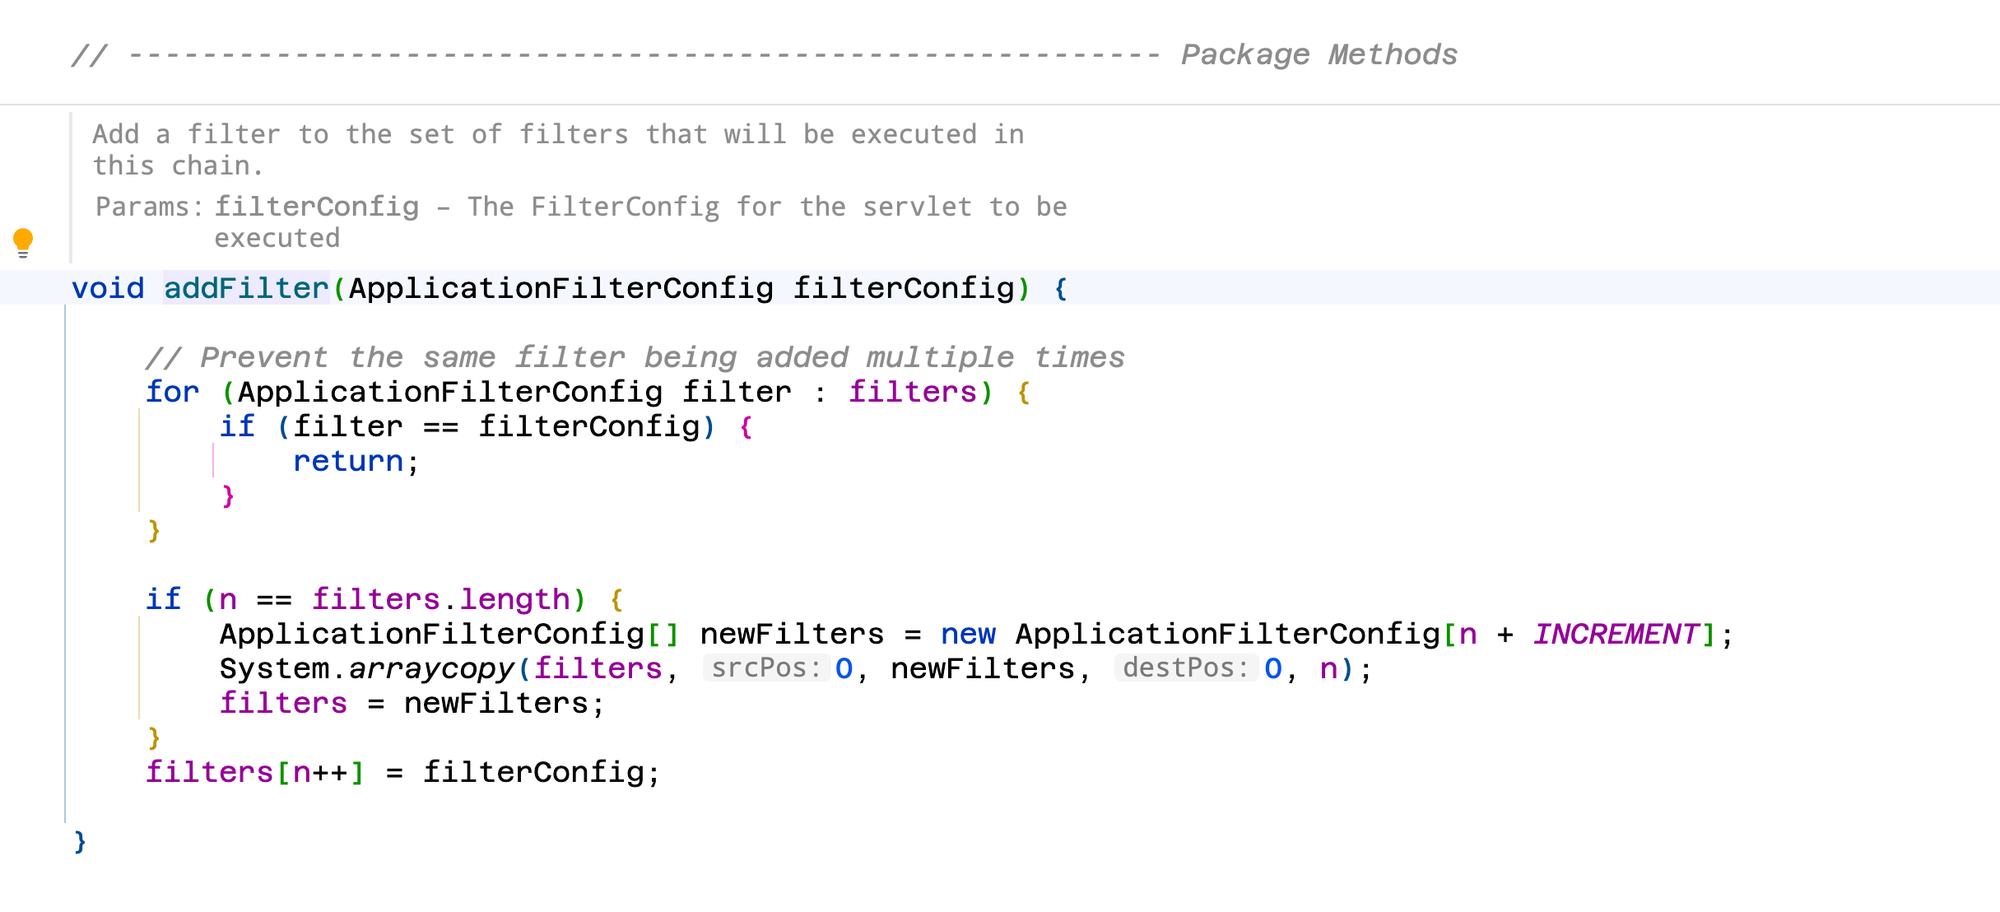 // -------------------------------------------------------- Package Methods
Add a filter to the set of filters that will be executed in
this chain.
Params: filterConfig – The FilterConfig for the servlet to be
executed
void addFilter(ApplicationFilterConfig filterConfig) {
// Prevent the same filter being added multiple times
for (ApplicationFilterConfig filter : filters) {
if (filter == filterConfig) {
return;
}
}
if (n == filters.length) {
ApplicationFilterConfig[] newFilters = new ApplicationFilterConfig[n + INCREMENT];
System.arraycopy(filters, srcPos: 0, newFilters, destPos: 0, n);
filters = newFilters;
}
filters[n++] = filterConfig;
}